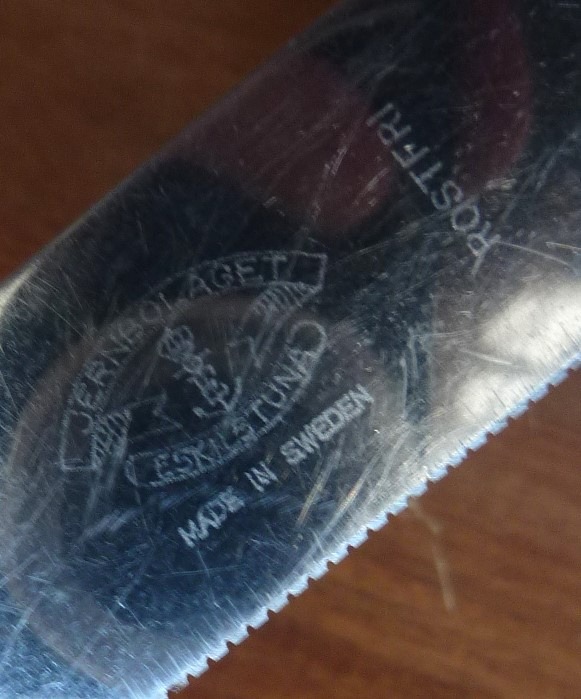 JERNBOLAGET
ESKILSTUNA
MADE IN SWEDEN
ROSTFRI